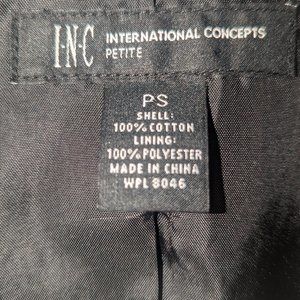 I·N·C INTERNATIONAL CONCEPTS
PETITE
PS
SHELL:
100% COTTON
LINING:
100% POLYESTER
MADE IN CHINA
WPL 8046